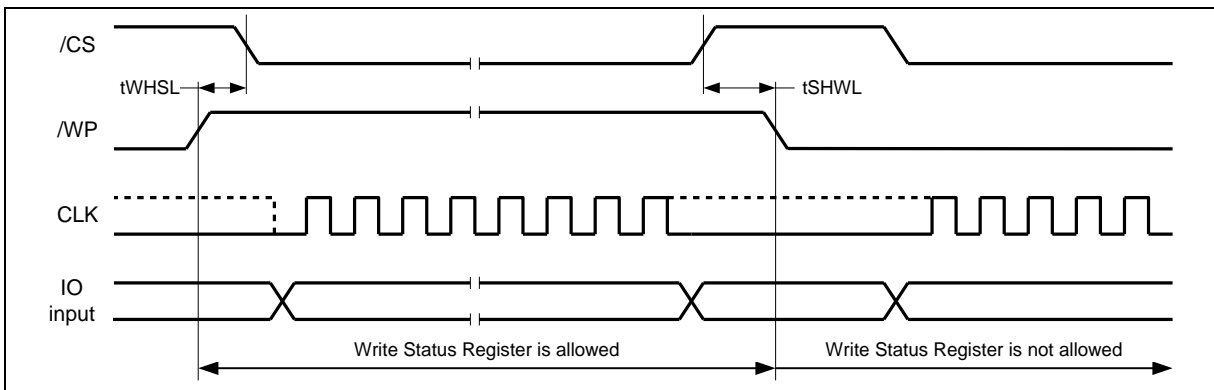 /CS
tWHSL
tSHWL
/WP
CLK
IO
input
Write Status Register is allowed
Write Status Register is not allowed